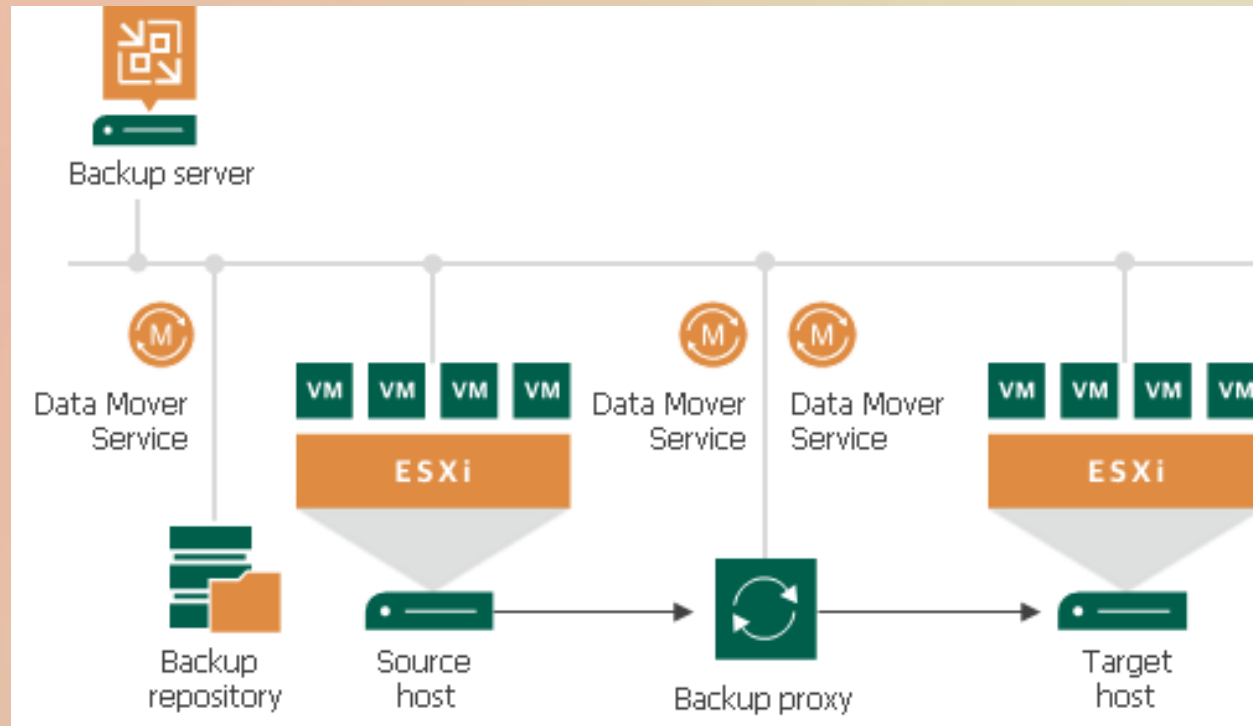 Backup server
M
Data Mover
Service
VM VM VM VM
ESXi
M
Data Mover
Service
M
Data Mover
Service
VM VM VM VM
ESXi
Backup
repository
Source
host
Backup proxy
Target
host